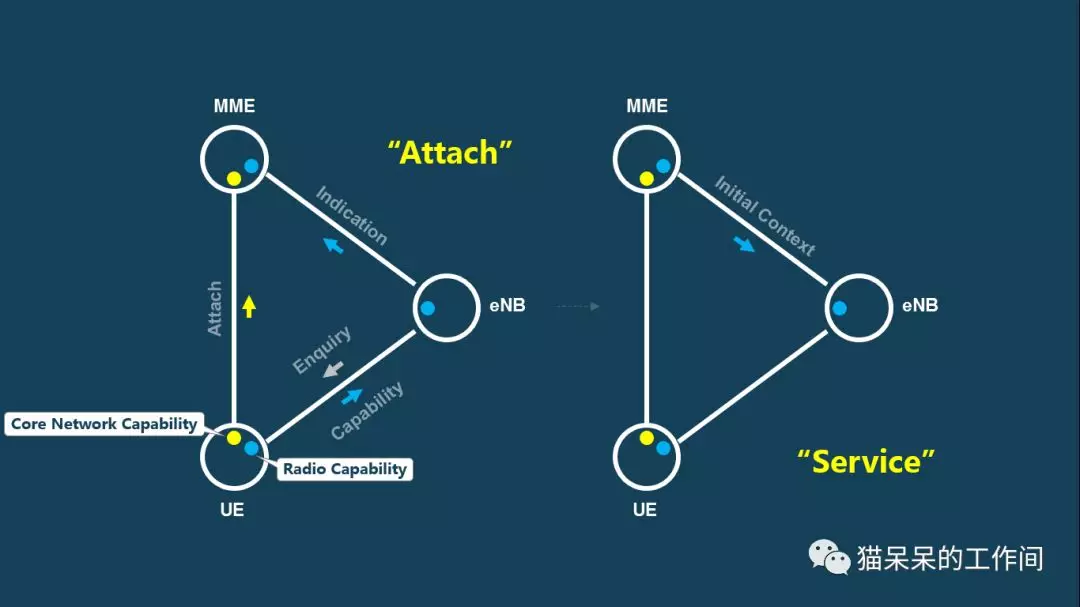 MME
“Attach”
Indication
Attach
eNB
Enquiry
Capability
Core Network Capability
Radio Capability
UE
MME
Initial Context
eNB
“Service”
UE
猫呆呆的工作间